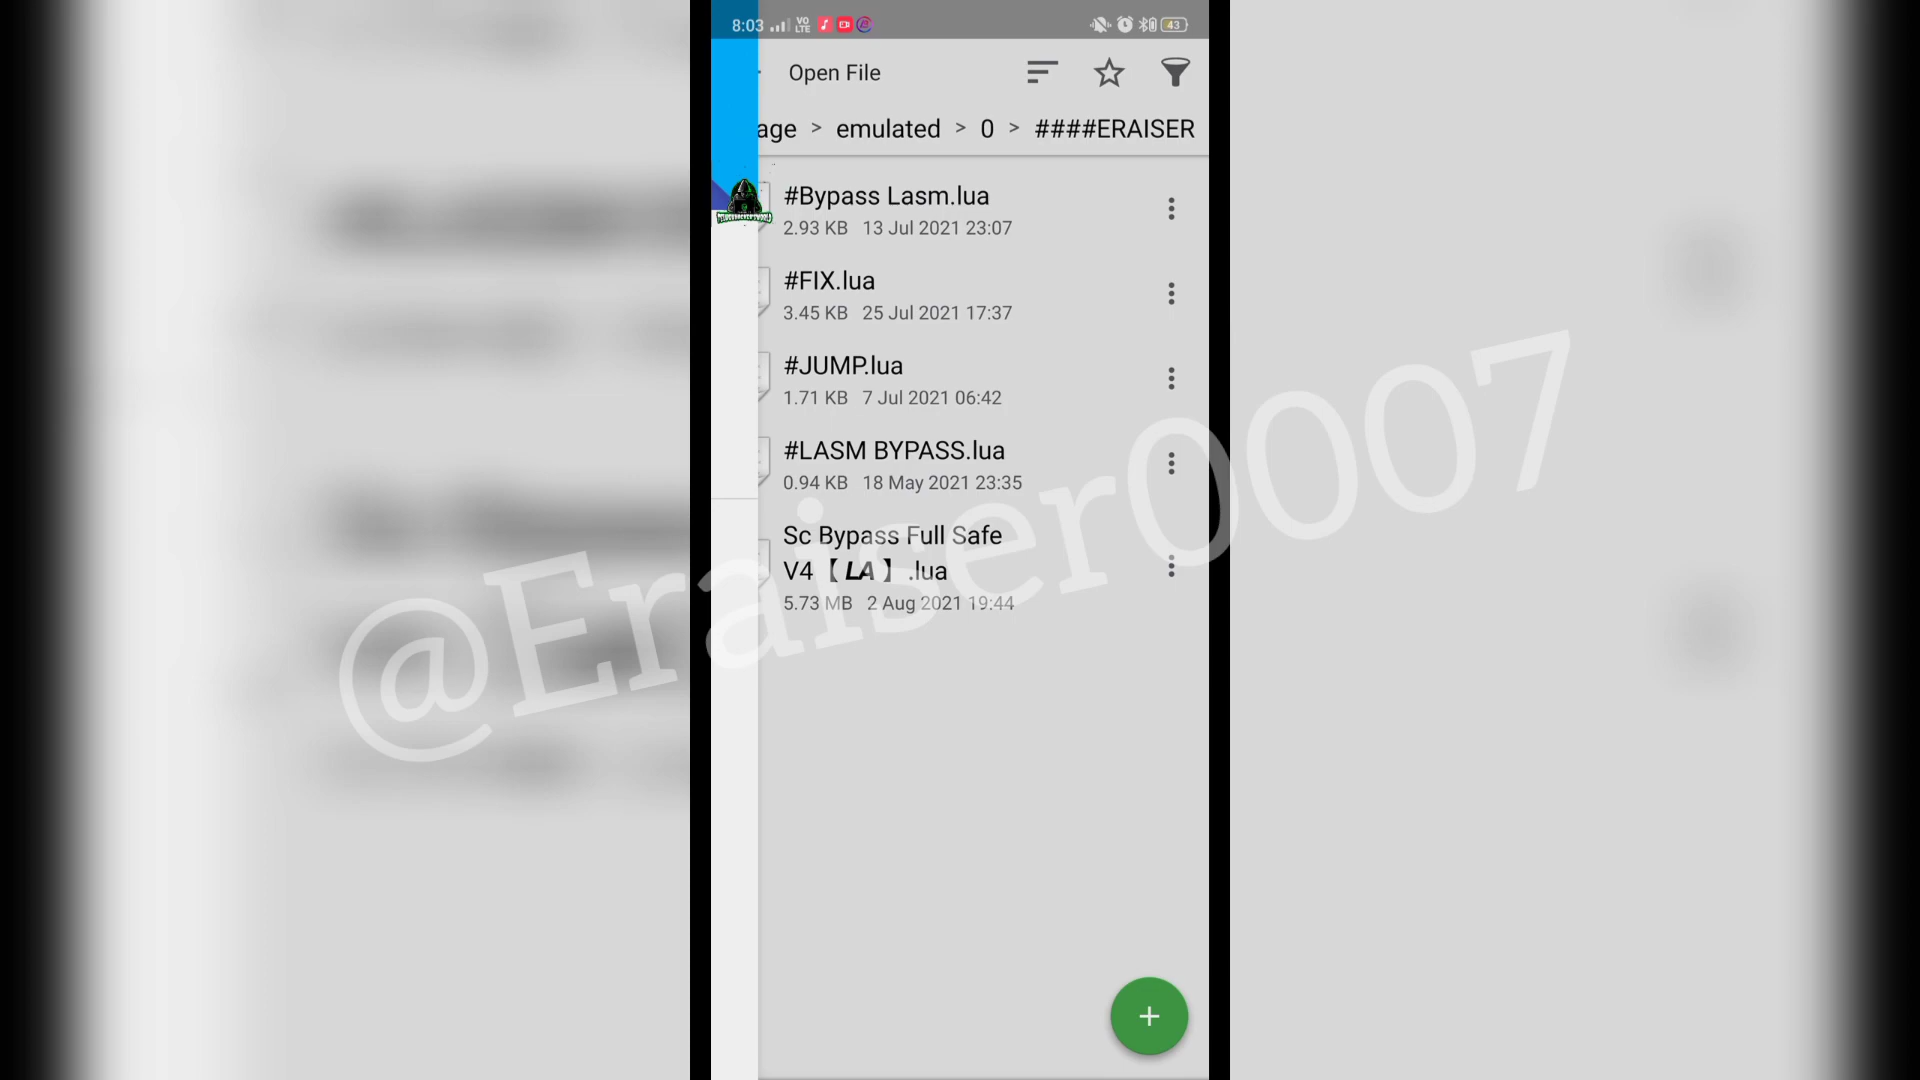 8:03 VO LTE 43
Open File
age > emulated > 0 > ####ERAISER
#Bypass Lasm.lua
2.93 KB 13 Jul 2021 23:07
#FIX.lua
3.45 KB 25 Jul 2021 17:37
#JUMP.lua
1.71 KB 7 Jul 2021 06:42
#LASM BYPASS.lua
0.94 KB 18 May 2021 23:35
Sc Bypass Full Safe
V4【LA】.lua
5.73 MB 2 Aug 2021 19:44
@Eraiser0007